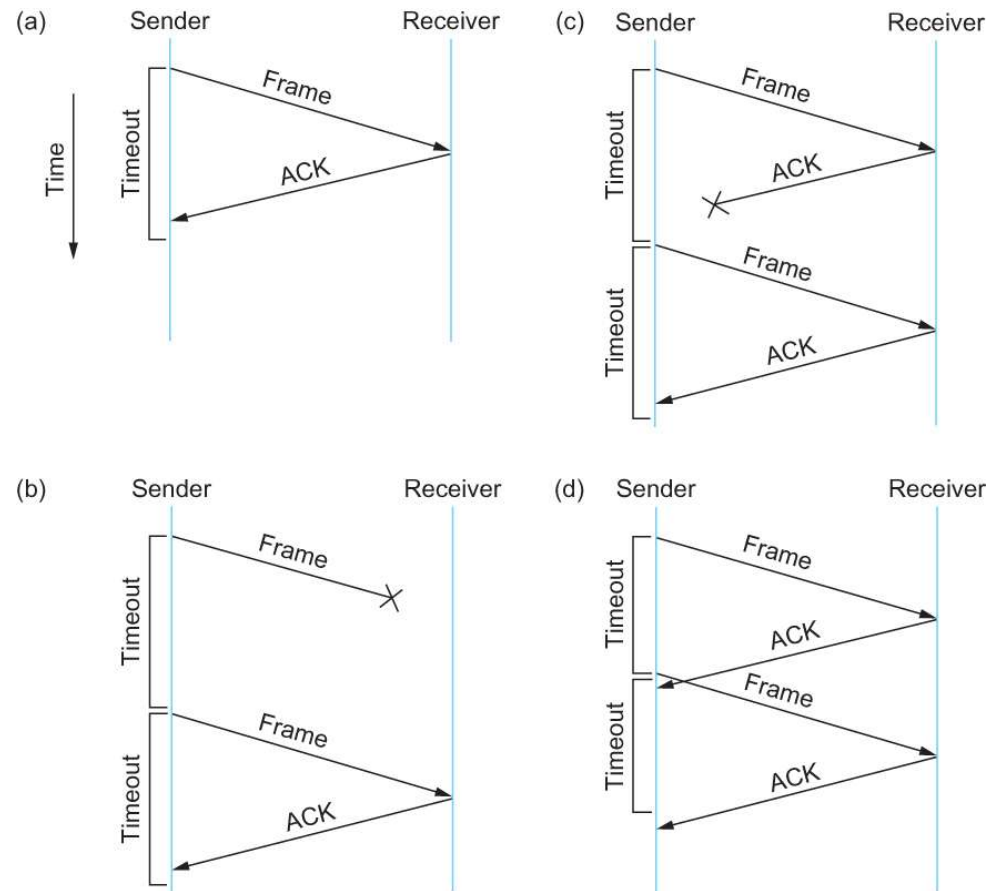 (a)
Sender
Receiver
Time
Timeout
Frame
ACK
(c)
Sender
Receiver
Timeout
Frame
ACK
Timeout
Frame
ACK
(b)
Sender
Receiver
Timeout
Frame
Timeout
Frame
ACK
(d)
Sender
Receiver
Timeout
Frame
ACK
Timeout
Frame
ACK